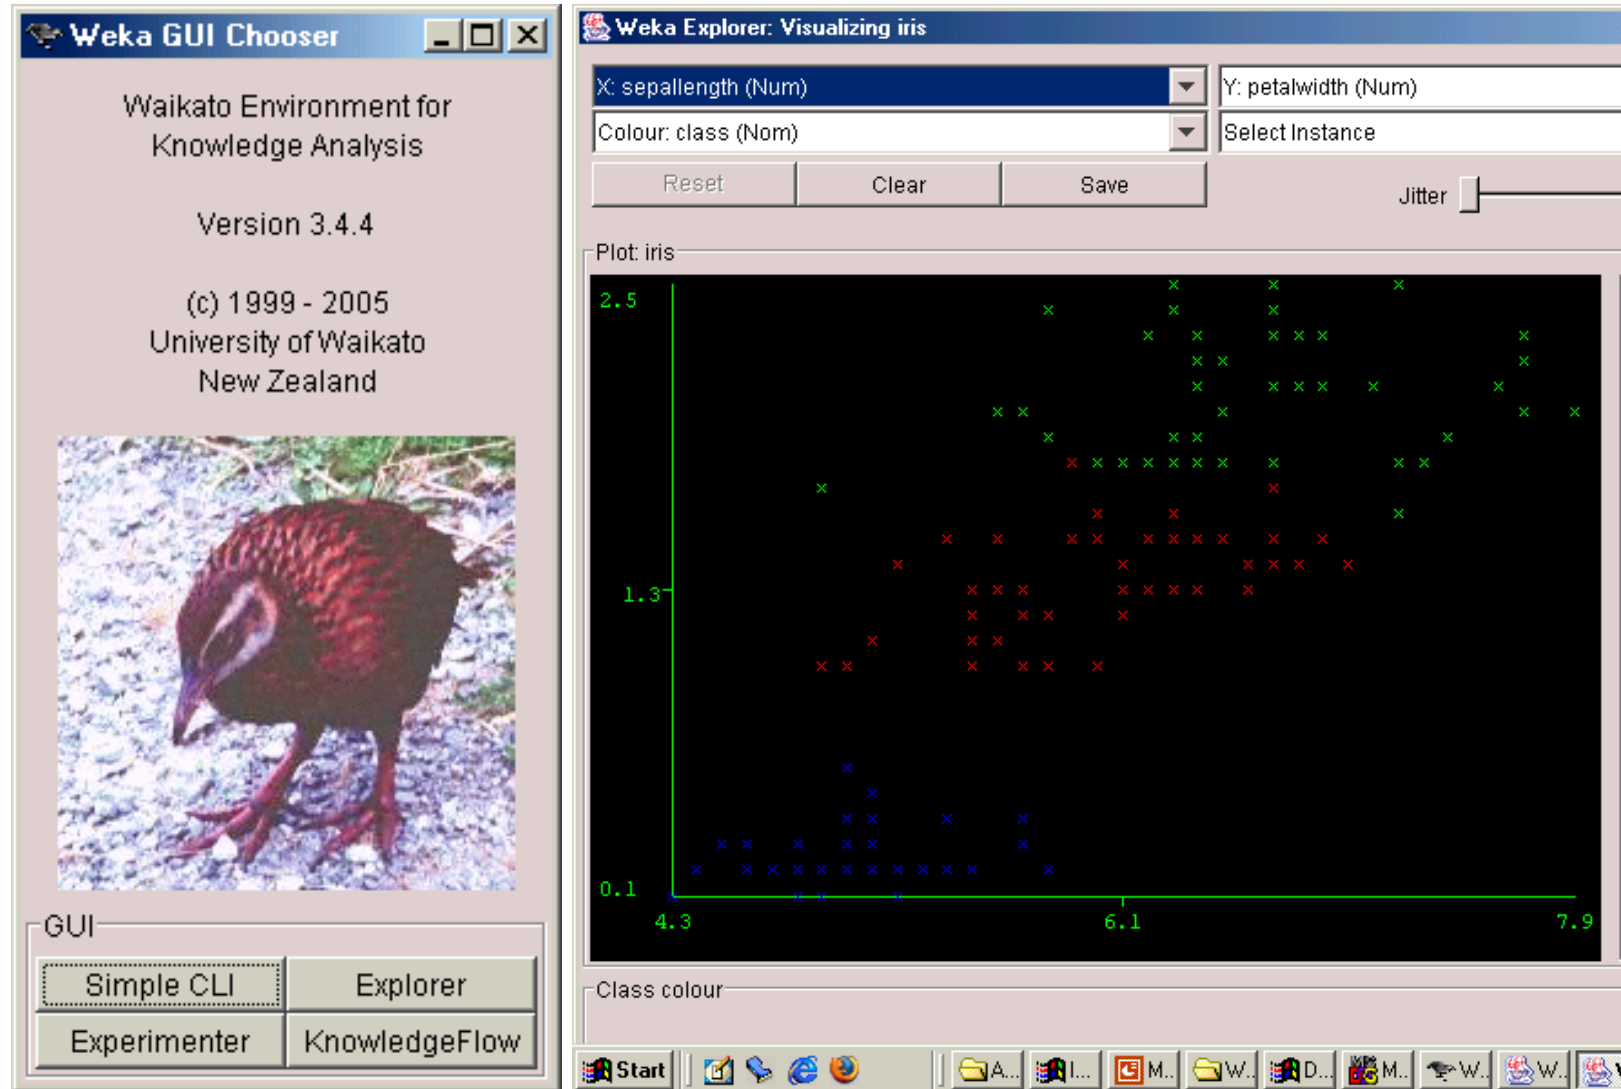 Weka GUI Chooser
Waikato Environment for
Knowledge Analysis
Version 3.4.4
(c) 1999 - 2005
University of Waikato
New Zealand
GUI
Simple CLI
Explorer
Experimenter
KnowledgeFlow
Weka Explorer: Visualizing iris
X: sepallength (Num)
Y: petalwidth (Num)
Colour: class (Nom)
Select Instance
Reset
Clear
Save
Jitter
Plot: iris
2.5
1.3
0.1
4.3
6.1
7.9
Class colour
Start
A...
I...
M...
W...
D...
M...
W...
W...